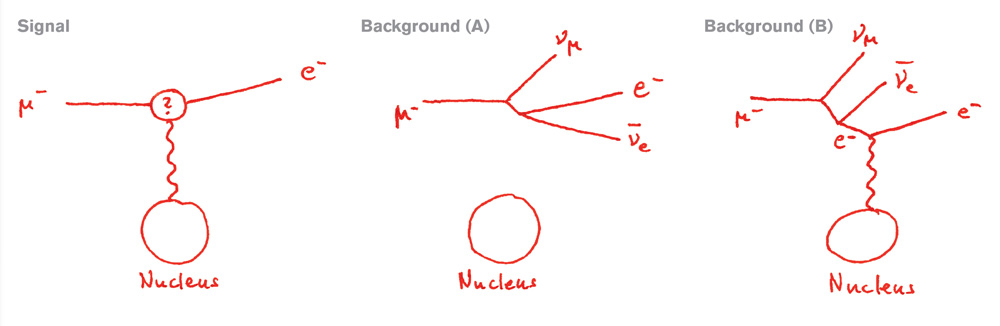 Signal
μ⁻
?
e⁻
Nucleus
Background (A)
μ⁻
ν_μ
e⁻
ν̅_e
Nucleus
Background (B)
μ⁻
ν_μ
ν̅_e
e⁻
e⁻
Nucleus